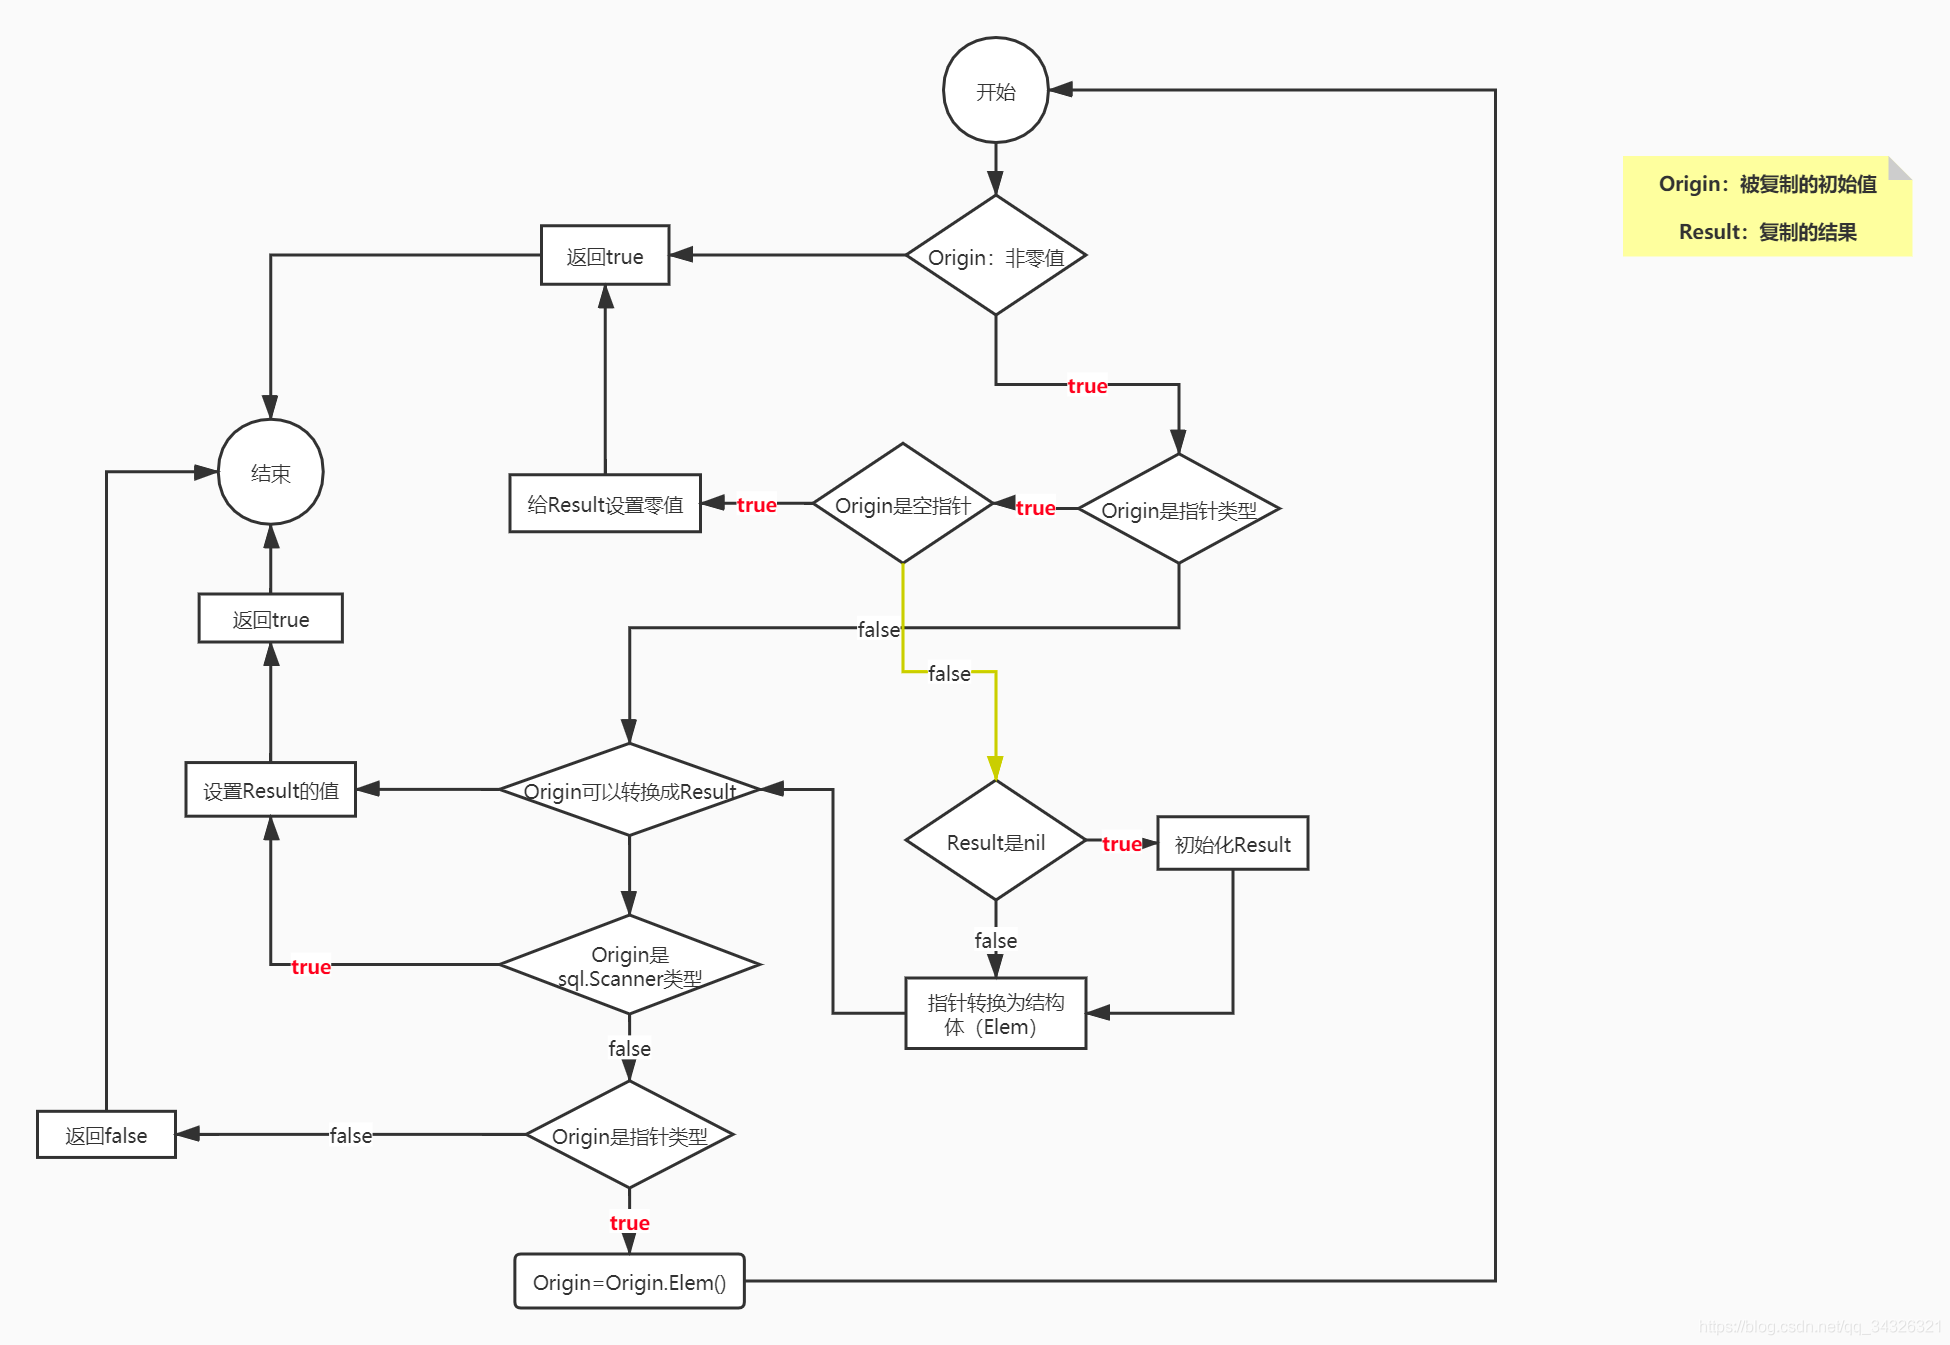 开始
Origin：被复制的初始值
Result：复制的结果
返回true
Origin：非零值
true
结束
给Result设置零值
true
Origin是空指针
true
Origin是指针类型
返回true
false
false
设置Result的值
Origin可以转换成Result
Result是nil
true
初始化Result
true
Origin是
sql.Scanner类型
false
指针转换为结构
体（Elem）
false
返回false
false
Origin是指针类型
true
Origin=Origin.Elem()
https://blog.csdn.net/qq_34326321